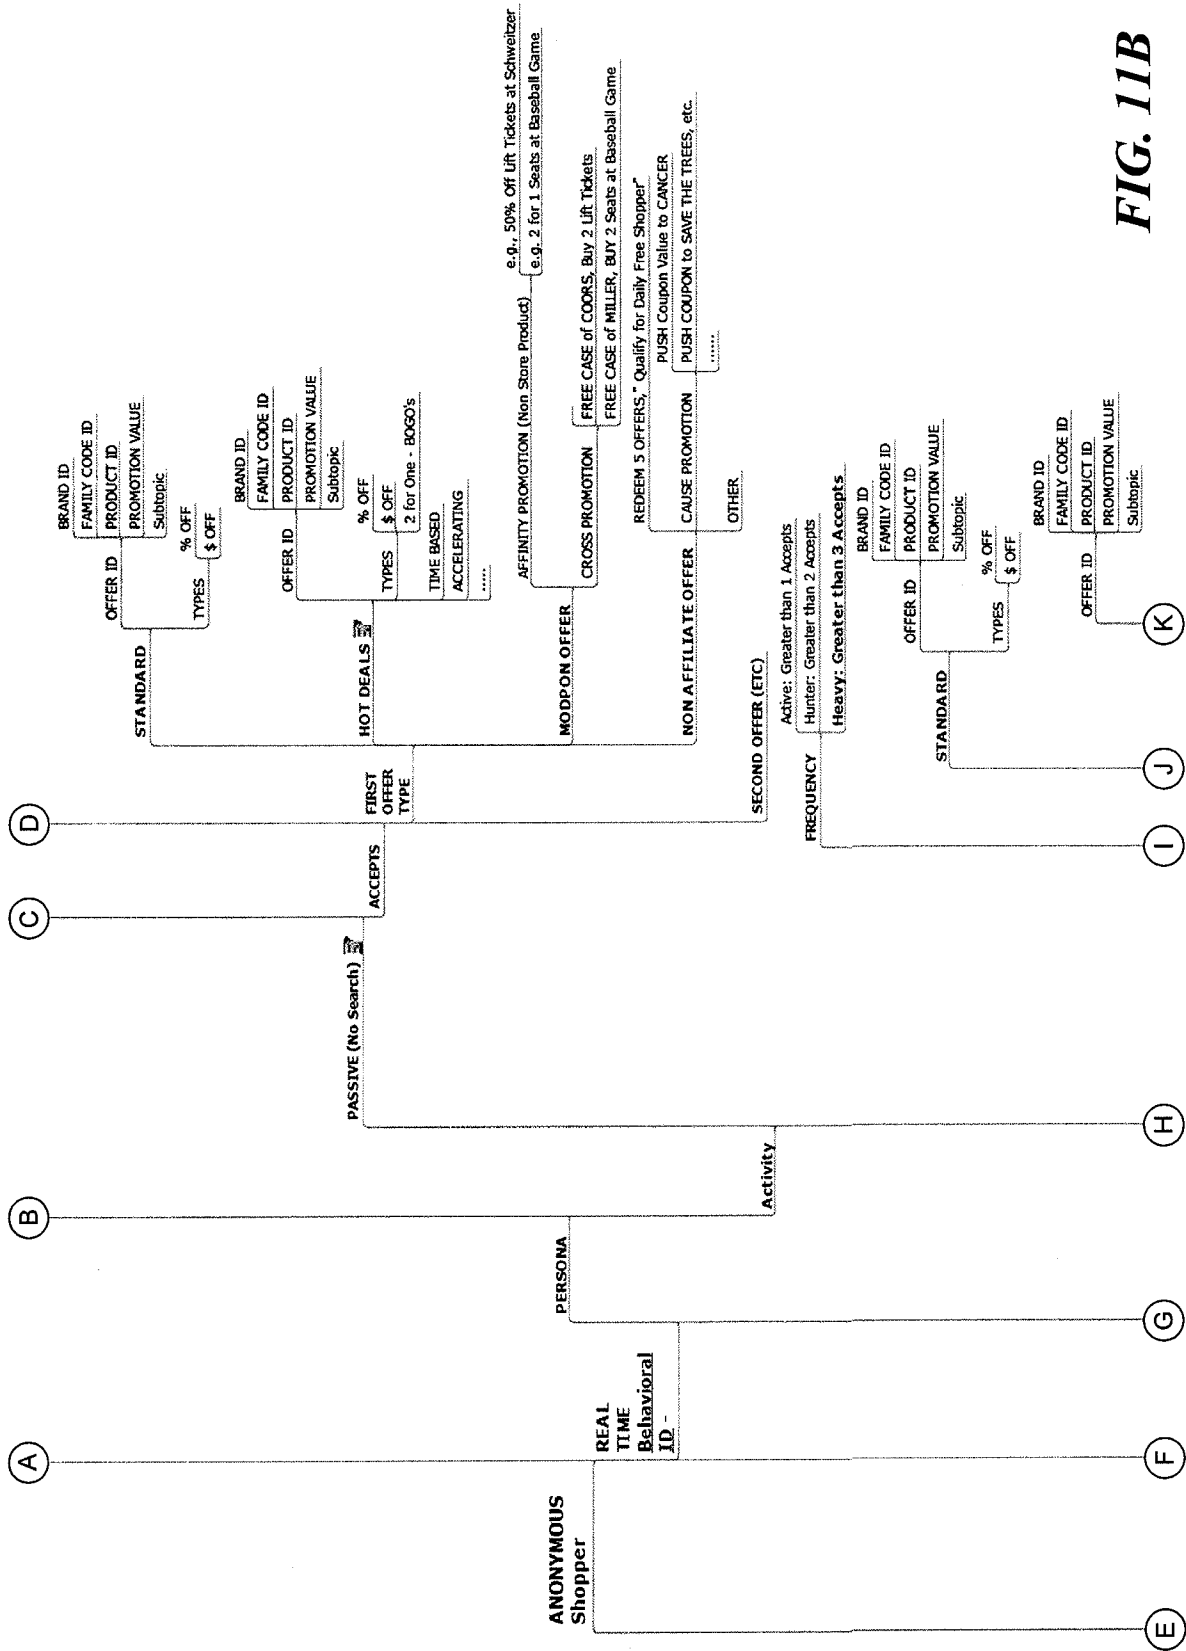 A
B
C
D
ANONYMOUS
Shopper
REAL
TIME
Behavioral
ID -
PERSONA
Activity
PASSIVE (No Search)
ACCEPTS
FIRST
OFFER
TYPE
STANDARD
OFFER ID
BRAND ID
FAMILY CODE ID
PRODUCT ID
PROMOTION VALUE
Subtopic
TYPES
% OFF
$ OFF
HOT DEALS
OFFER ID
BRAND ID
FAMILY CODE ID
PRODUCT ID
PROMOTION VALUE
Subtopic
TYPES
% OFF
$ OFF
2 for One - BOGO's
TIME BASED
ACCELERATING
.....
MODPON OFFER
AFFINITY PROMOTION (Non Store Product)
e.g., 50% Off Lift Tickets at Schweitzer
e.g. 2 for 1 Seats at Baseball Game
CROSS PROMOTION
FREE CASE of COORS, Buy 2 Lift Tickets
FREE CASE of MILLER, BUY 2 Seats at Baseball Game
NON AFFILIATE OFFER
REDEEM 5 OFFERS," Qualify for Daily Free Shopper"
CAUSE PROMOTION
PUSH Coupon Value to CANCER
PUSH COUPON to SAVE THE TREES, etc.
......
OTHER
SECOND OFFER (ETC)
FREQUENCY
Active: Greater than 1 Accepts
Hunter: Greater than 2 Accepts
Heavy: Greater than 3 Accepts
STANDARD
OFFER ID
BRAND ID
FAMILY CODE ID
PRODUCT ID
PROMOTION VALUE
Subtopic
TYPES
% OFF
$ OFF
OFFER ID
BRAND ID
FAMILY CODE ID
PRODUCT ID
PROMOTION VALUE
Subtopic
E
F
G
H
I
J
K
FIG. 11B